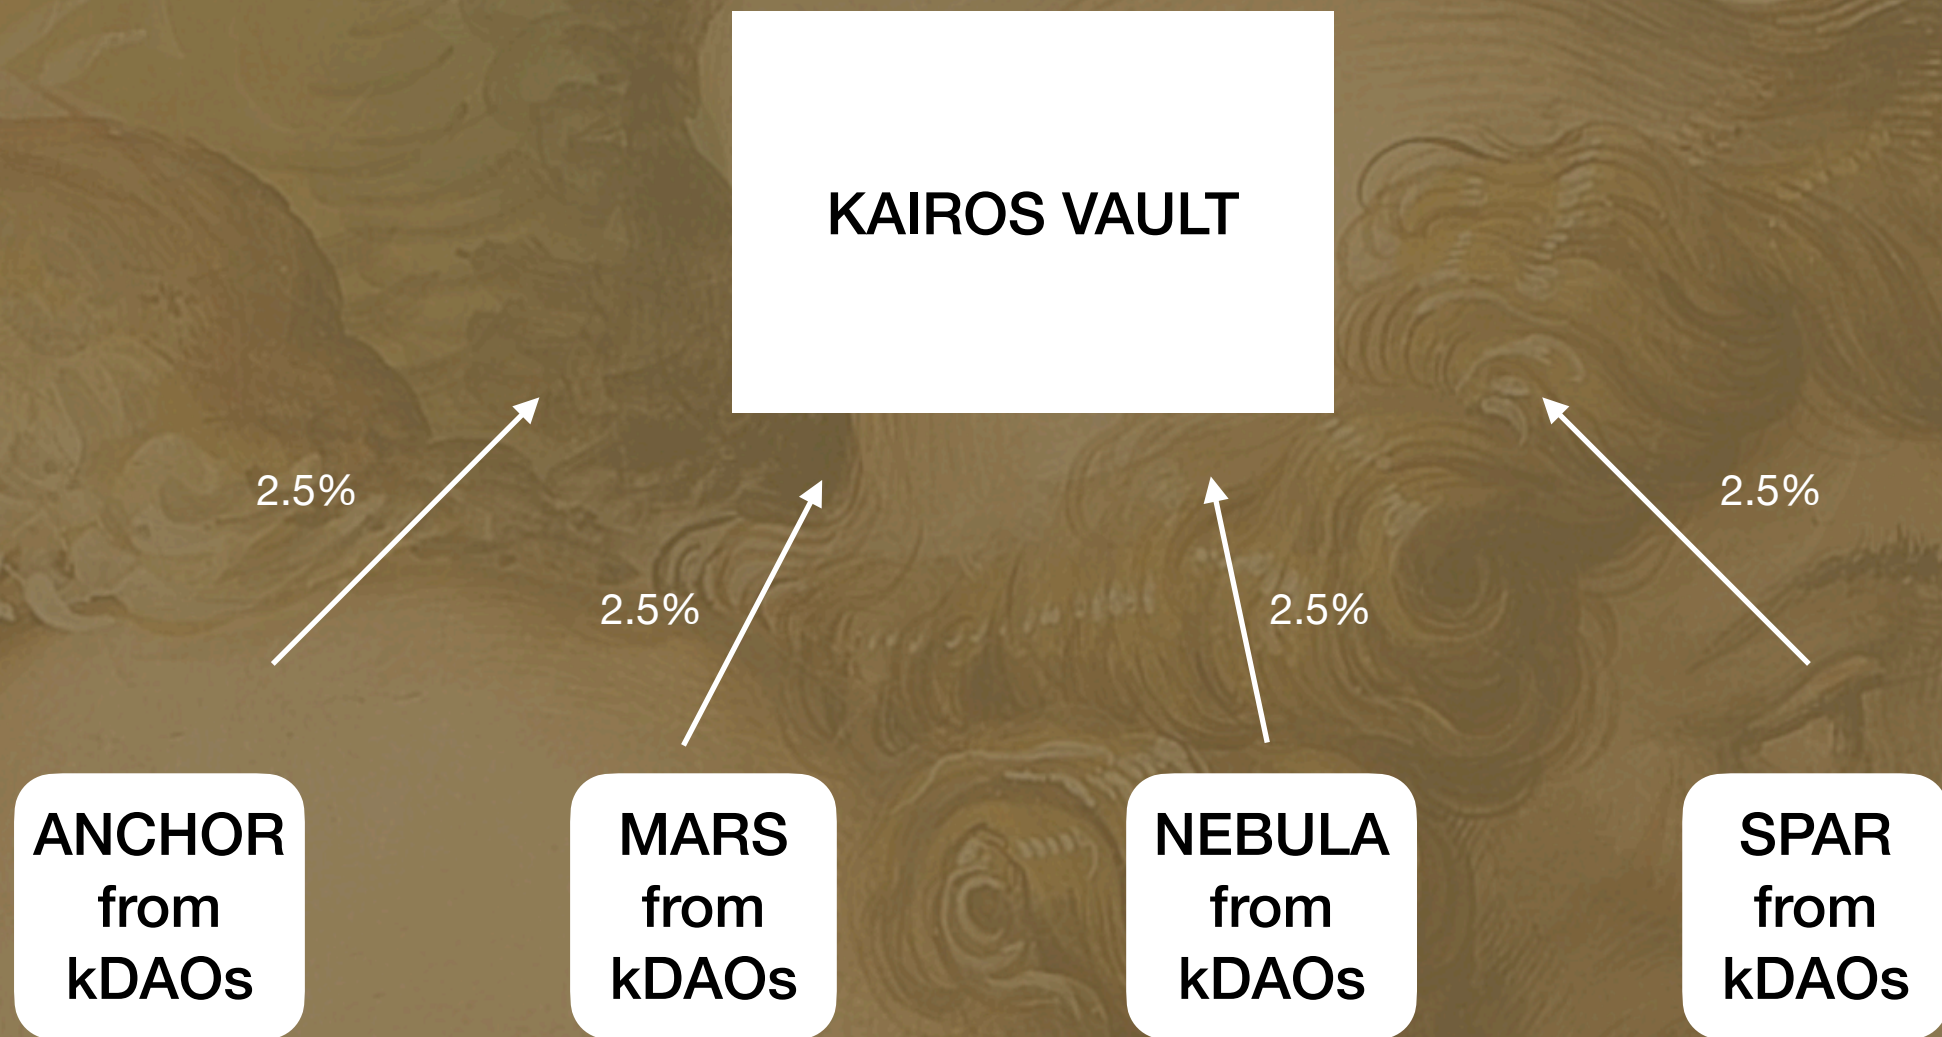 KAIROS VAULT
2.5%
2.5%
2.5%
2.5%
ANCHOR
from
kDAOs
MARS
from
kDAOs
NEBULA
from
kDAOs
SPAR
from
kDAOs